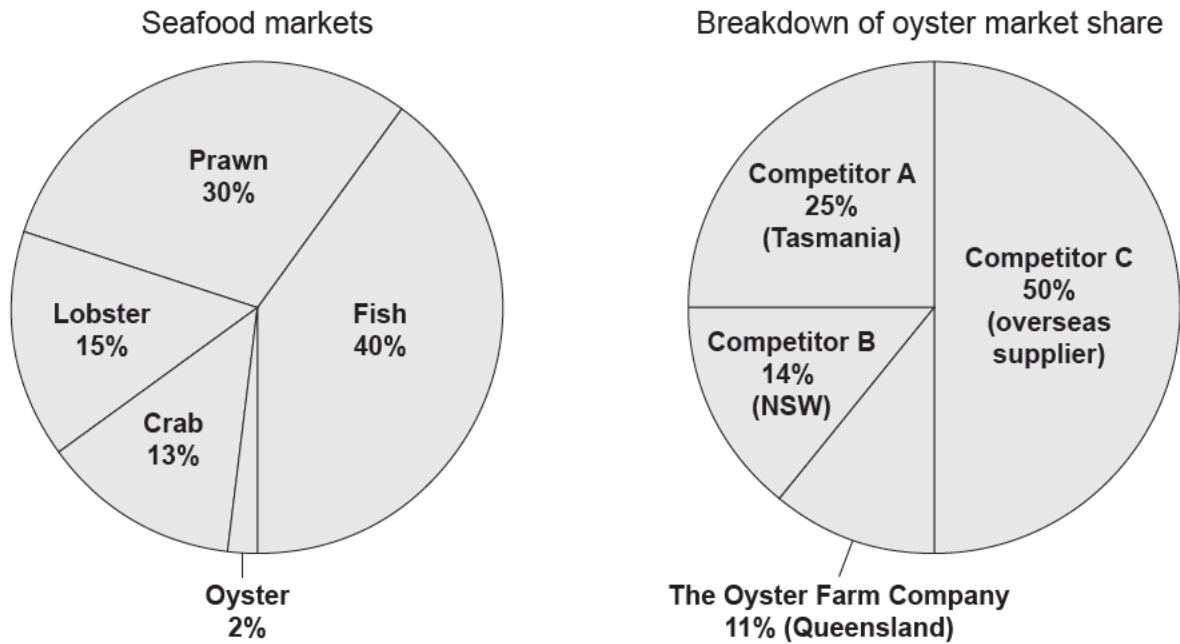 Seafood markets
Prawn
30%
Lobster
15%
Fish
40%
Crab
13%
Oyster
2%
Breakdown of oyster market share
Competitor A
25%
(Tasmania)
Competitor C
50%
(overseas
supplier)
Competitor B
14%
(NSW)
The Oyster Farm Company
11% (Queensland)